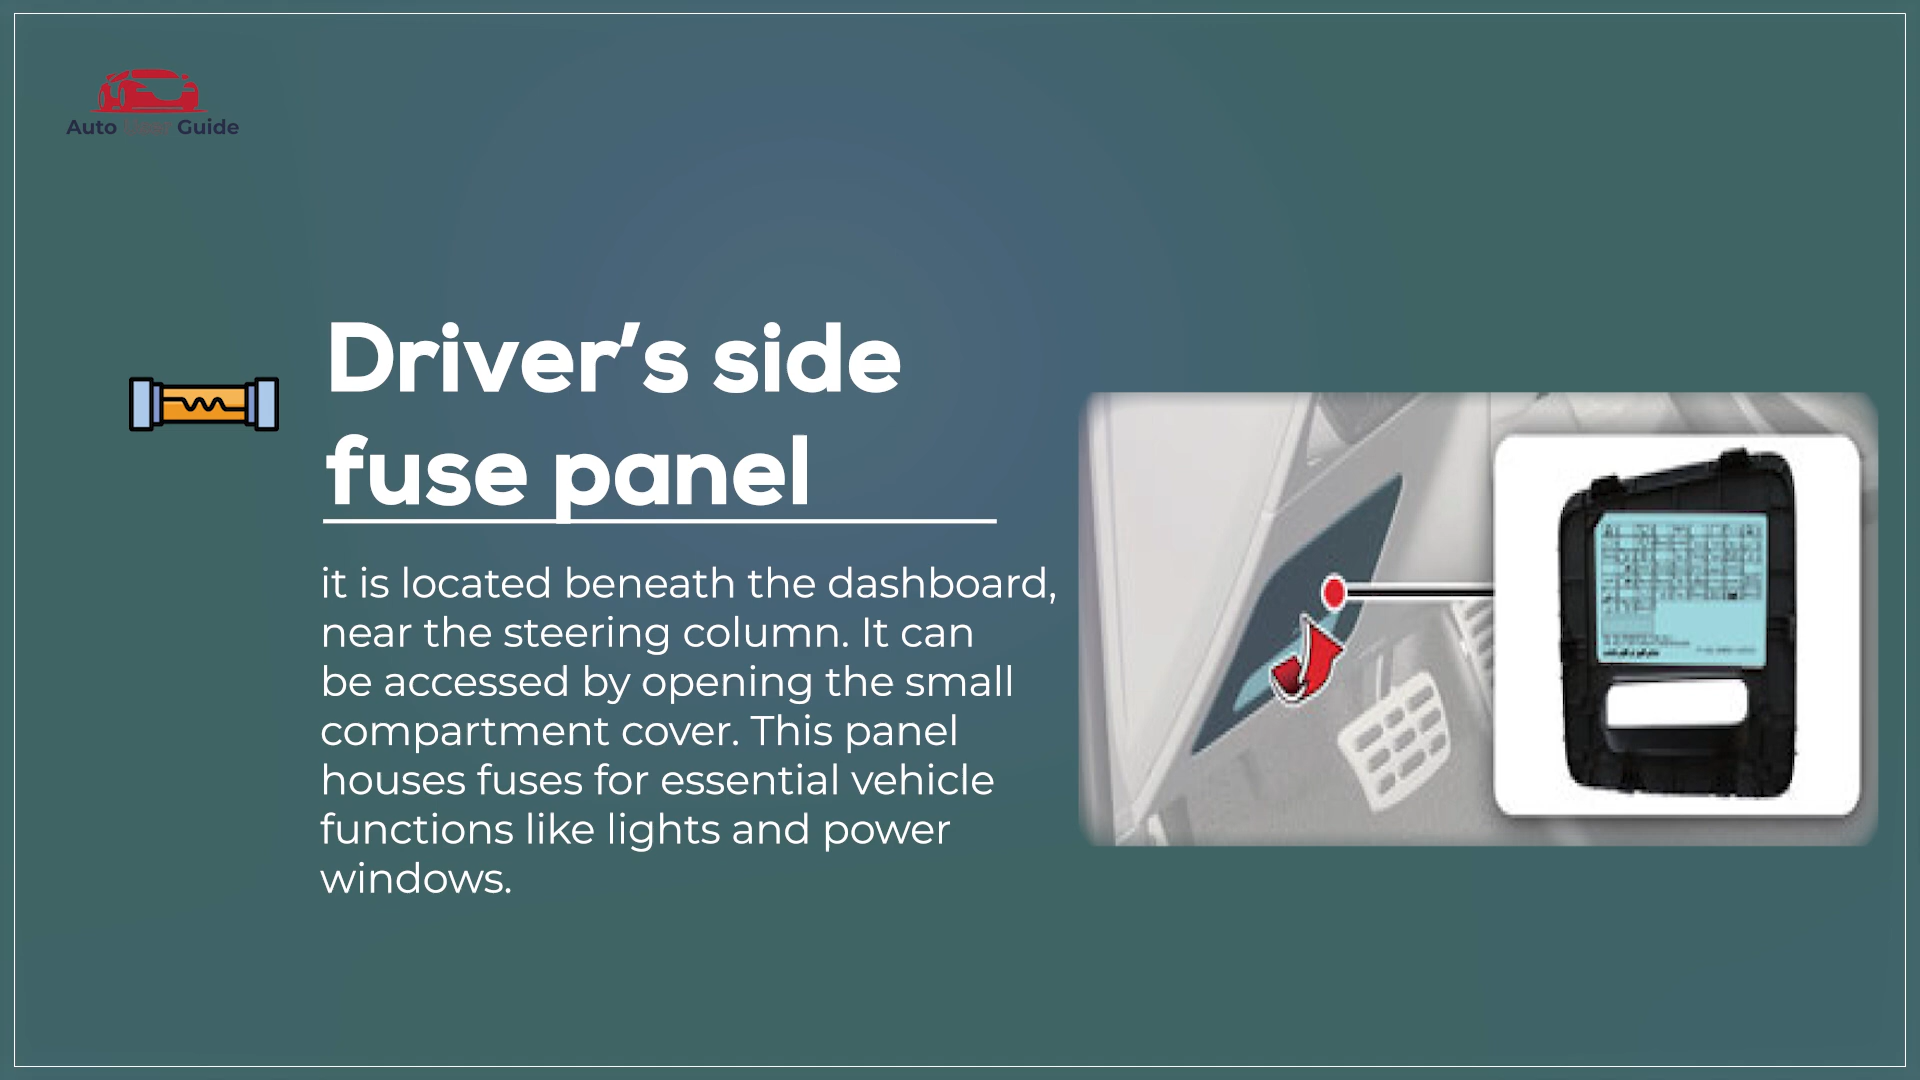 Auto User Guide
Driver’s side
fuse panel
it is located beneath the dashboard,
near the steering column. It can
be accessed by opening the small
compartment cover. This panel
houses fuses for essential vehicle
functions like lights and power
windows.